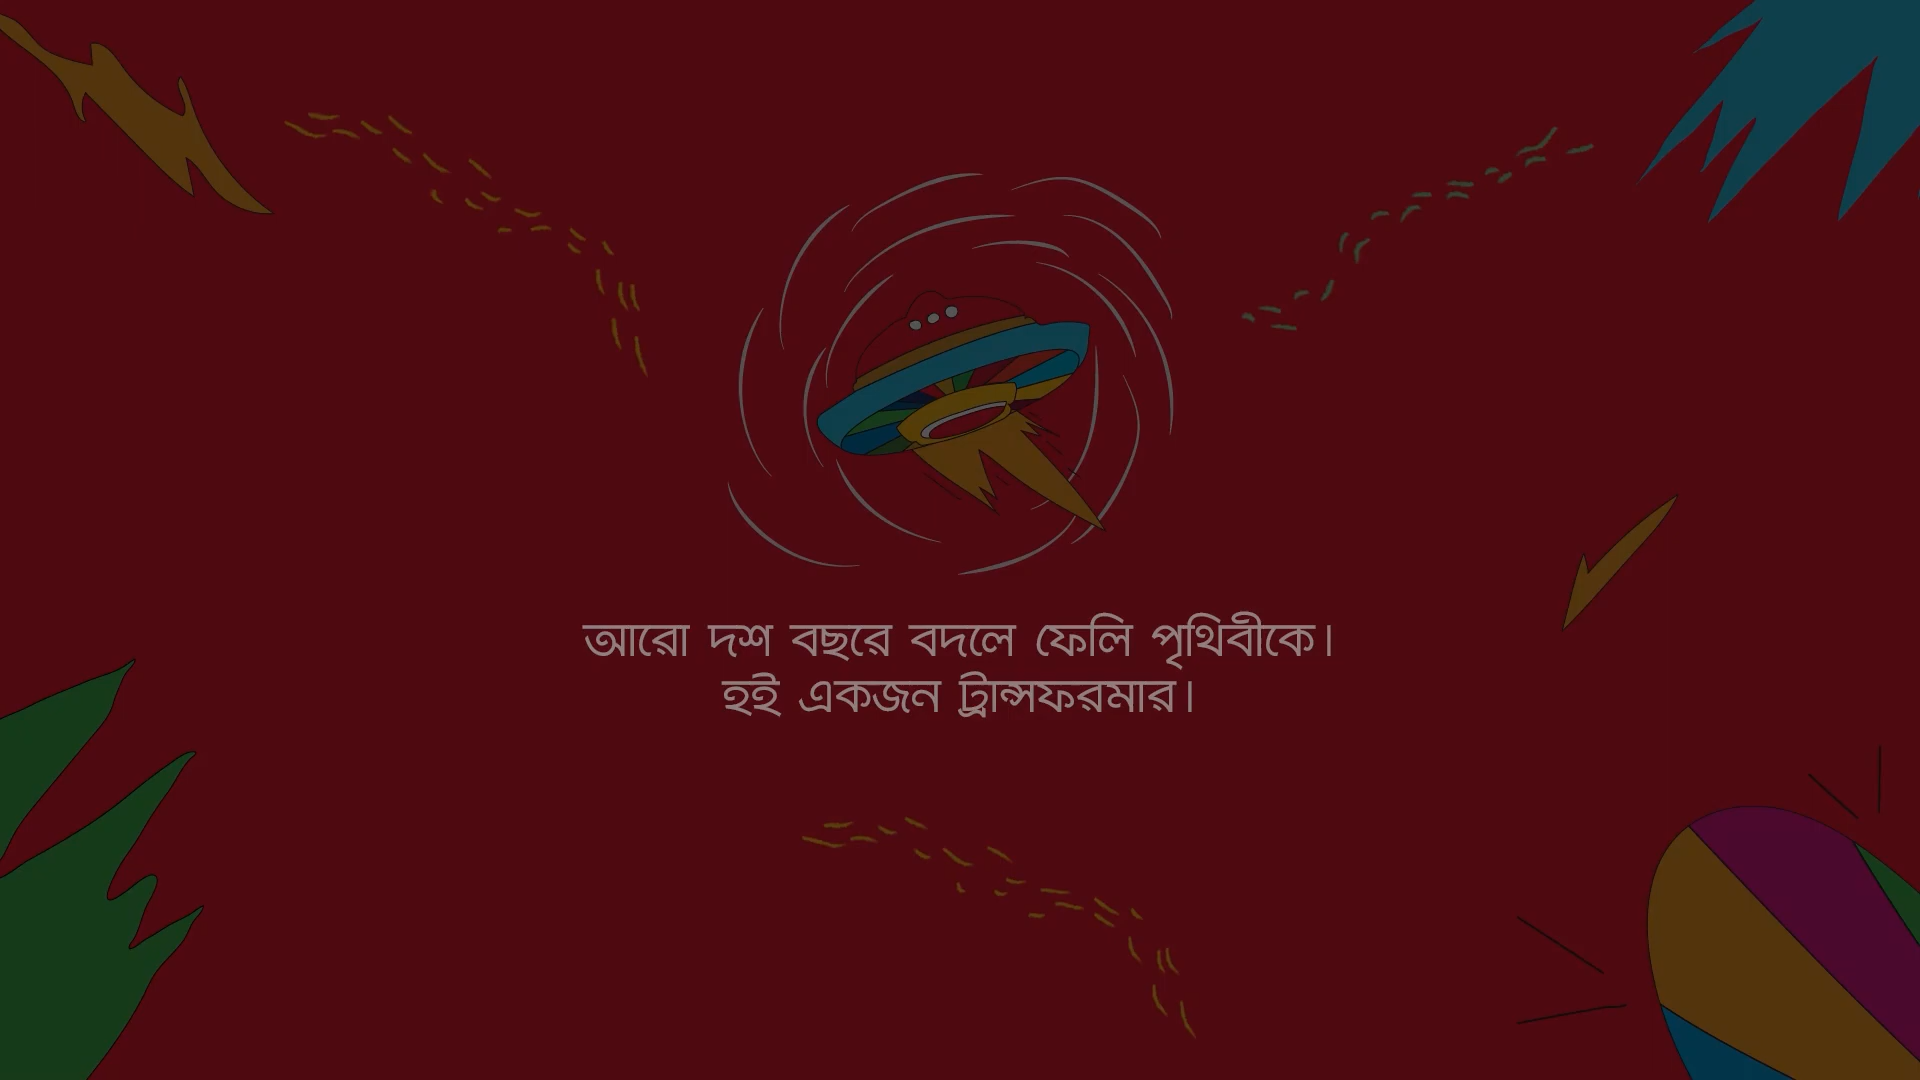 আরো দশ বছরে বদলে ফেলি পৃথিবীকে।
হই একজন ট্রান্সফরমার।